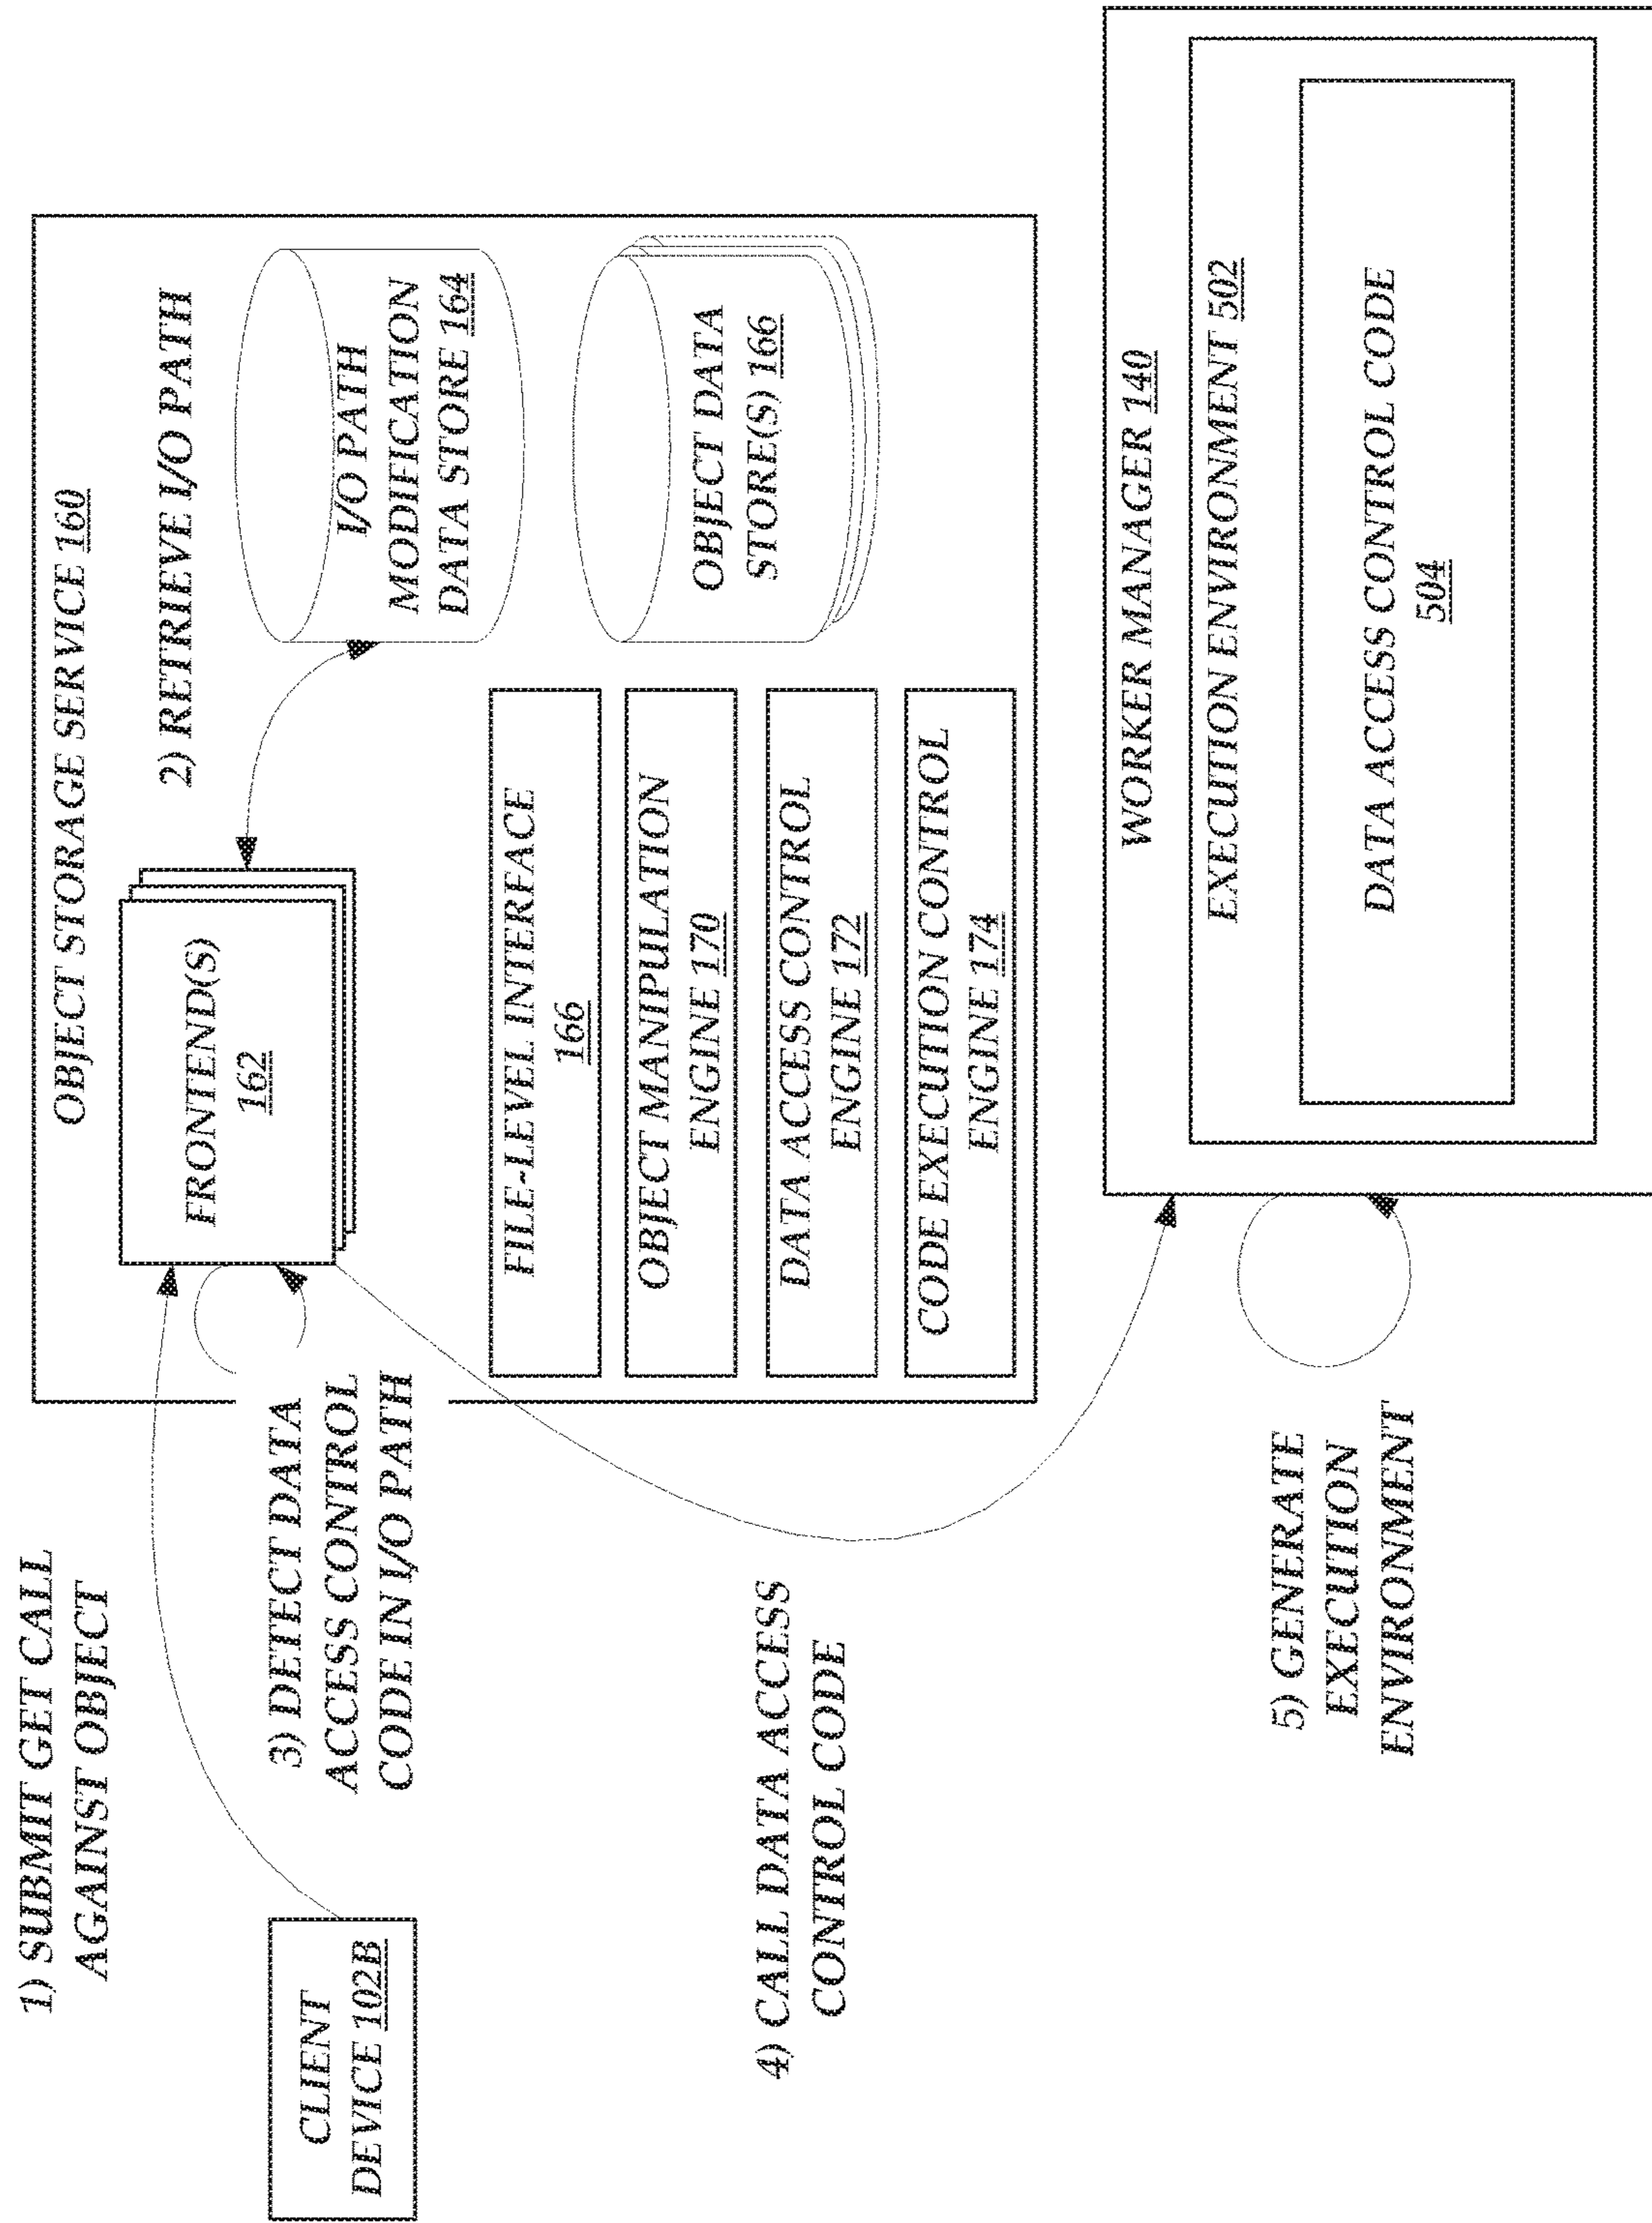 1) SUBMIT GET CALL
AGAINST OBJECT
CLIENT
DEVICE 102B
3) DETECT DATA
ACCESS CONTROL
CODE IN I/O PATH
OBJECT STORAGE SERVICE 160
FRONTEND(S)
162
2) RETRIEVE I/O PATH
I/O PATH
MODIFICATION
DATA STORE 164
FILE-LEVEL INTERFACE
166
OBJECT MANIPULATION
ENGINE 170
DATA ACCESS CONTROL
ENGINE 172
CODE EXECUTION CONTROL
ENGINE 174
OBJECT DATA
STORE(S) 166
4) CALL DATA ACCESS
CONTROL CODE
5) GENERATE
EXECUTION
ENVIRONMENT
WORKER MANAGER 140
EXECUTION ENVIRONMENT 502
DATA ACCESS CONTROL CODE
504